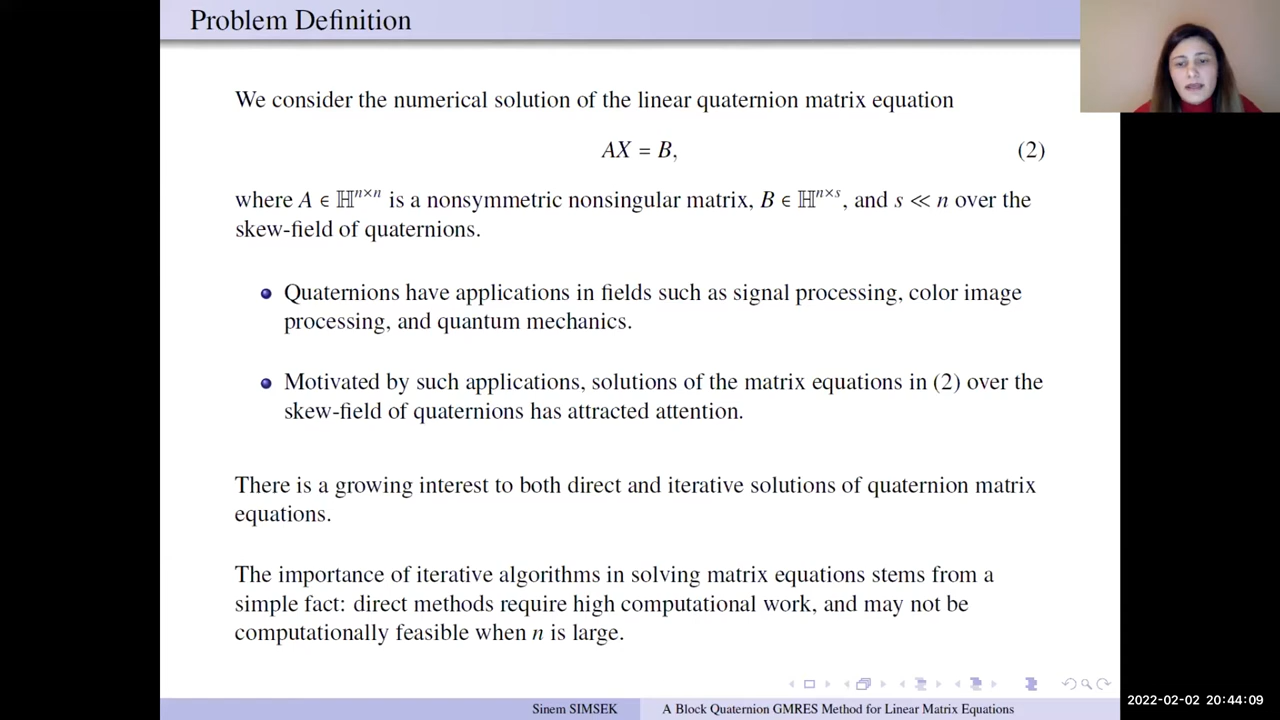 Problem Definition
We consider the numerical solution of the linear quaternion matrix equation
AX = B, (2)
where A ∈ ℍⁿˣⁿ is a nonsymmetric nonsingular matrix, B ∈ ℍⁿˣˢ, and s ≪ n over the
skew-field of quaternions.
Quaternions have applications in fields such as signal processing, color image
processing, and quantum mechanics.
Motivated by such applications, solutions of the matrix equations in (2) over the
skew-field of quaternions has attracted attention.
There is a growing interest to both direct and iterative solutions of quaternion matrix
equations.
The importance of iterative algorithms in solving matrix equations stems from a
simple fact: direct methods require high computational work, and may not be
computationally feasible when n is large.
Sinem SIMSEK A Block Quaternion GMRES Method for Linear Matrix Equations
2022-02-02 20:44:09